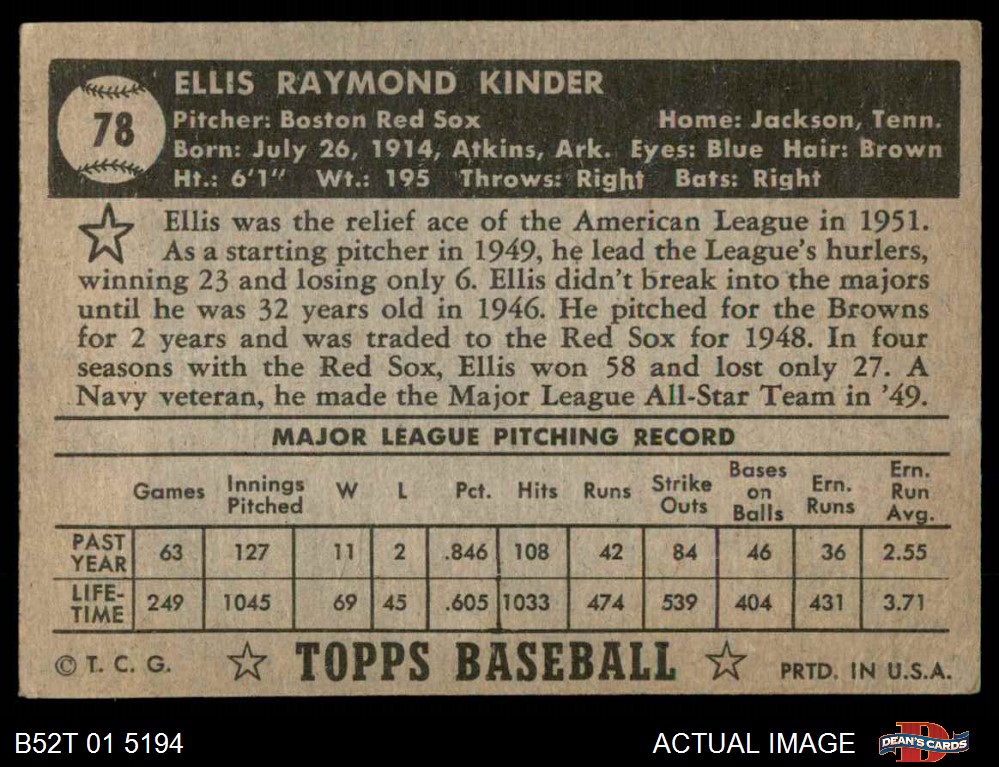 78
ELLIS RAYMOND KINDER
Pitcher: Boston Red Sox Home: Jackson, Tenn.
Born: July 26, 1914, Atkins, Ark. Eyes: Blue Hair: Brown
Ht.: 6'1" Wt.: 195 Throws: Right Bats: Right
Ellis was the relief ace of the American League in 1951.
As a starting pitcher in 1949, he lead the League's hurlers,
winning 23 and losing only 6. Ellis didn't break into the majors
until he was 32 years old in 1946. He pitched for the Browns
for 2 years and was traded to the Red Sox for 1948. In four
seasons with the Red Sox, Ellis won 58 and lost only 27. A
Navy veteran, he made the Major League All-Star Team in '49.
MAJOR LEAGUE PITCHING RECORD
Games Innings Pitched W L Pct. Hits Runs Strike Outs Bases on Balls Ern. Runs Ern. Run Avg.
PAST YEAR 63 127 11 2 .846 108 42 84 46 36 2.55
LIFE-TIME 249 1045 69 45 .605 1033 474 539 404 431 3.71
© T. C. G. TOPPS BASEBALL PRTD. IN U.S.A.
B52T 01 5194 ACTUAL IMAGE DEAN'S CARDS